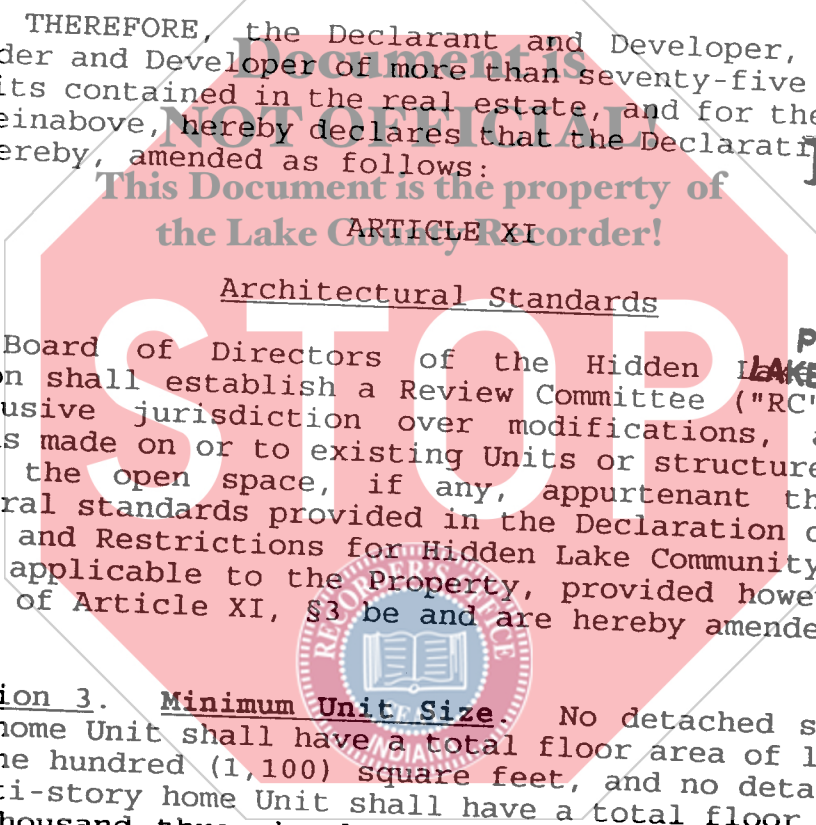 THEREFORE, the Declarant and Developer,
der and Developer of more than seventy-five
its contained in the real estate, and for the
einabove, hereby declares that the Declarati
ereby, amended as follows:
Document is
NOT OFFICIAL!
This Document is the property of
the Lake County Recorder!
ARTICLE XI
Architectural Standards
Board of Directors of the Hidden
LAKE
on shall establish a Review Committee ("RC"
usive jurisdiction over modifications, a
s made on or to existing Units or structure
the open space, if any, appurtenant th
ral standards provided in the Declaration o
and Restrictions for Hidden Lake Community
applicable to the Property, provided howe
of Article XI, §3 be and are hereby amende
STOP
RECORDER'S OFFICE
INDIANA
ion 3. Minimum Unit Size. No detached s
home Unit shall have a total floor area of l
ne hundred (1,100) square feet, and no deta
ti-story home Unit shall have a total floor